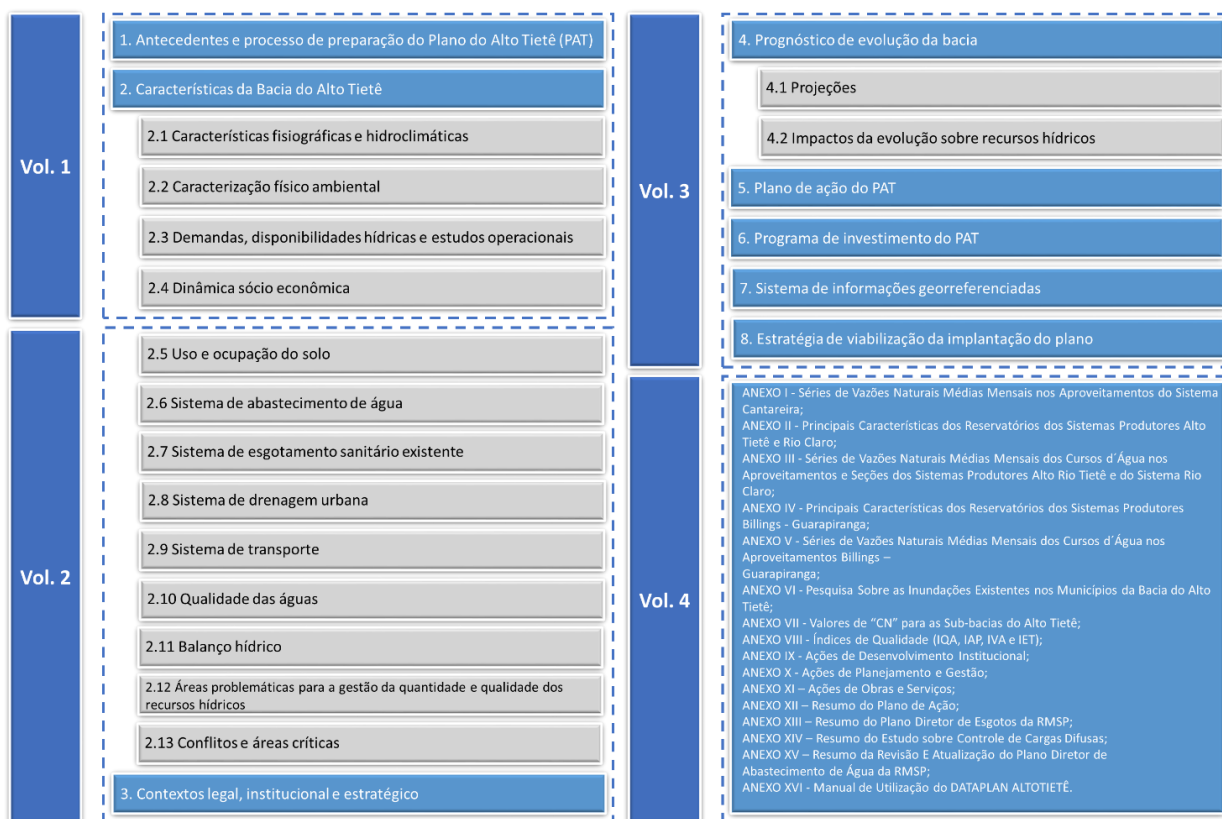 Vol. 1
1. Antecedentes e processo de preparação do Plano do Alto Tietê (PAT)
2. Características da Bacia do Alto Tietê
2.1 Características fisiográficas e hidroclimáticas
2.2 Caracterização físico ambiental
2.3 Demandas, disponibilidades hídricas e estudos operacionais
2.4 Dinâmica sócio econômica
Vol. 2
2.5 Uso e ocupação do solo
2.6 Sistema de abastecimento de água
2.7 Sistema de esgotamento sanitário existente
2.8 Sistema de drenagem urbana
2.9 Sistema de transporte
2.10 Qualidade das águas
2.11 Balanço hídrico
2.12 Áreas problemáticas para a gestão da quantidade e qualidade dos
recursos hídricos
2.13 Conflitos e áreas críticas
3. Contextos legal, institucional e estratégico
Vol. 3
4. Prognóstico de evolução da bacia
4.1 Projeções
4.2 Impactos da evolução sobre recursos hídricos
5. Plano de ação do PAT
6. Programa de investimento do PAT
7. Sistema de informações georreferenciadas
8. Estratégia de viabilização da implantação do plano
Vol. 4
ANEXO I - Séries de Vazões Naturais Médias Mensais nos Aproveitamentos do Sistema
Cantareira;
ANEXO II - Principais Características dos Reservatórios dos Sistemas Produtores Alto
Tietê e Rio Claro;
ANEXO III - Séries de Vazões Naturais Médias Mensais dos Cursos d´Água nos
Aproveitamentos e Seções dos Sistemas Produtores Alto Rio Tietê e do Sistema Rio
Claro;
ANEXO IV - Principais Características dos Reservatórios dos Sistemas Produtores
Billings - Guarapiranga;
ANEXO V - Séries de Vazões Naturais Médias Mensais dos Cursos d´Água nos
Aproveitamentos Billings –
Guarapiranga;
ANEXO VI - Pesquisa Sobre as Inundações Existentes nos Municípios da Bacia do Alto
Tietê;
ANEXO VII - Valores de “CN” para as Sub-bacias do Alto Tietê;
ANEXO VIII - Índices de Qualidade (IQA, IAP, IVA e IET);
ANEXO IX - Ações de Desenvolvimento Institucional;
ANEXO X - Ações de Planejamento e Gestão;
ANEXO XI – Ações de Obras e Serviços;
ANEXO XII – Resumo do Plano de Ação;
ANEXO XIII – Resumo do Plano Diretor de Esgotos da RMSP;
ANEXO XIV – Resumo do Estudo sobre Controle de Cargas Difusas;
ANEXO XV – Resumo da Revisão E Atualização do Plano Diretor de
Abastecimento de Água da RMSP;
ANEXO XVI - Manual de Utilização do DATAPLAN ALTOTIETÊ.